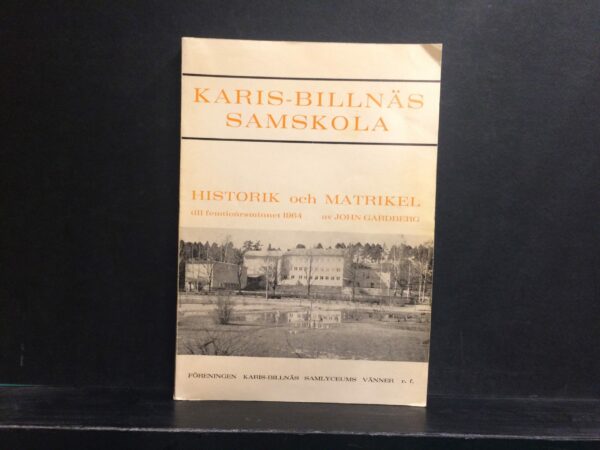 KARIS-BILLNÄS
SAMSKOLA
HISTORIK och MATRIKEL
till femtioårsminnet 1964 av JOHN GARDBERG
FÖRENINGEN KARIS-BILLNÄS SAMLYCEUMS VÄNNER r. f.